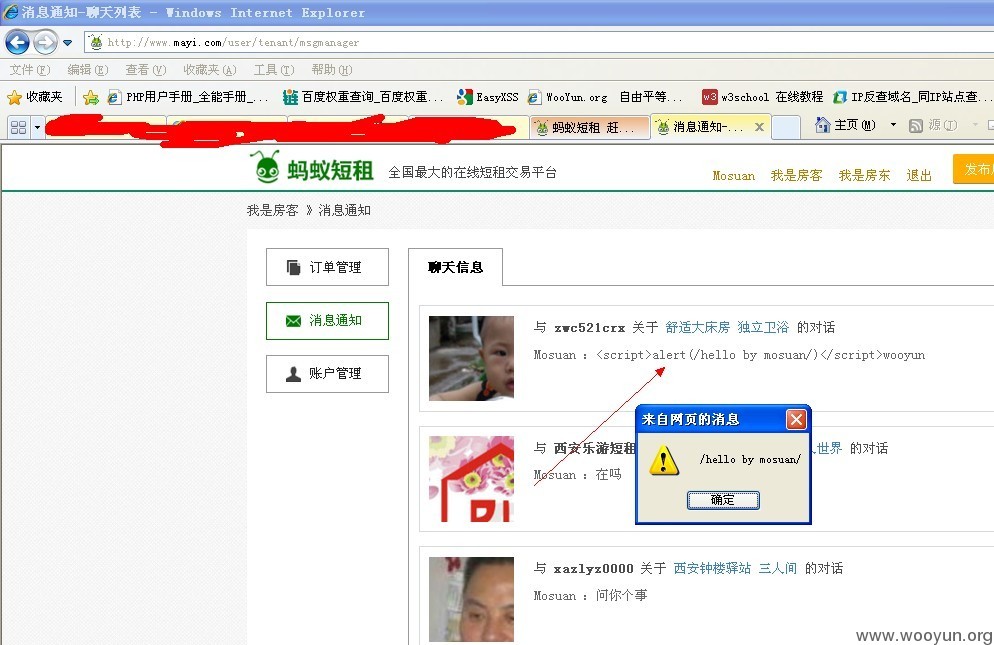 消息通知-聊天列表 - Windows Internet Explorer
http://www.mayi.com/user/tenant/msgmanager
文件(F) 编辑(E) 查看(V) 收藏夹(A) 工具(T) 帮助(H)
收藏夹 PHP用户手册_全能手册_... 百度权重查询_百度权重... EasyXSS WooYun.org 自由平等... w3school 在线教程 IP反查域名_同IP站点查...
蚂蚁短租 赶... 消息通知-... 主页(M) 源(J)
蚂蚁短租 全国最大的在线短租交易平台
Mosuan 我是房客 我是房东 退出 发布
我是房客 》消息通知
订单管理
消息通知
账户管理
聊天信息
与 zwc521crx 关于 舒适大床房 独立卫浴 的对话
Mosuan : <script>alert(/hello by mosuan/)</script>wooyun
与 西安乐游短租 世界 的对话
Mosuan : 在吗
与 xazlyz0000 关于 西安钟楼驿站 三人间 的对话
Mosuan : 问你个事
来自网页的消息
/hello by mosuan/
确定
www.wooyun.org